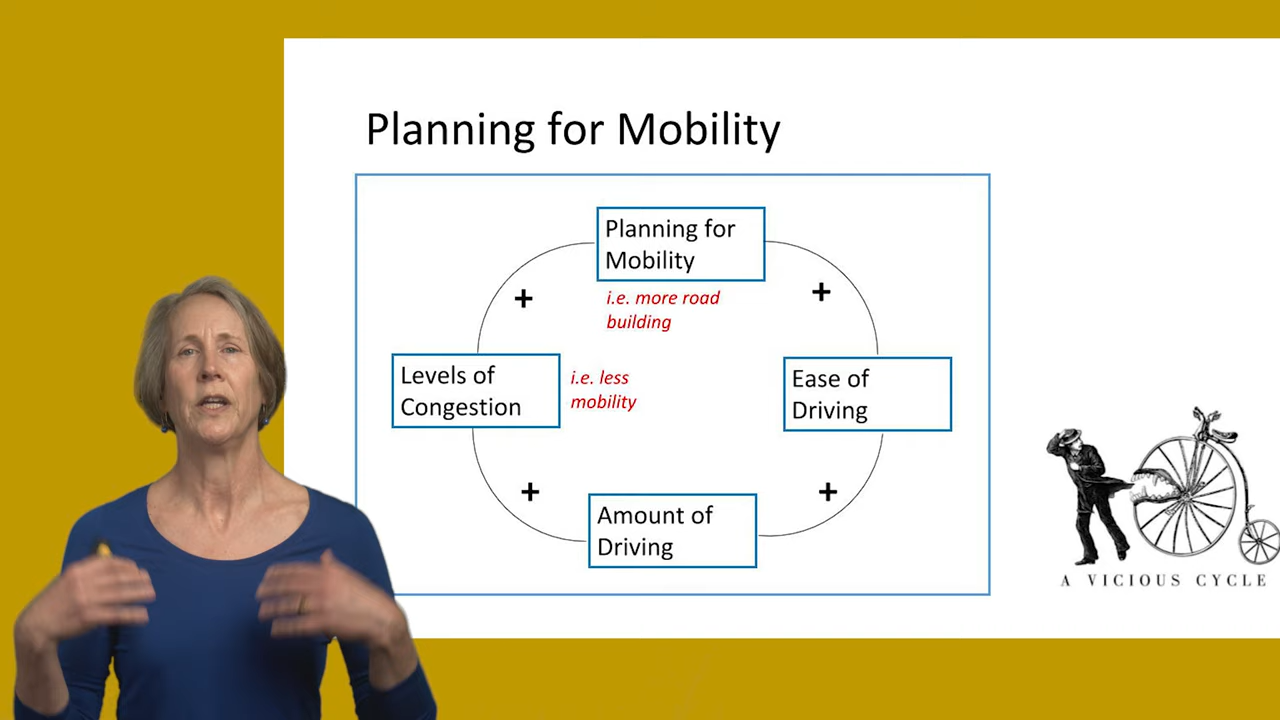 Planning for Mobility
Planning for
Mobility
+
+
i.e. more road
building
Levels of
Congestion
i.e. less
mobility
Ease of
Driving
+
+
Amount of
Driving
A VICIOUS CYCLE